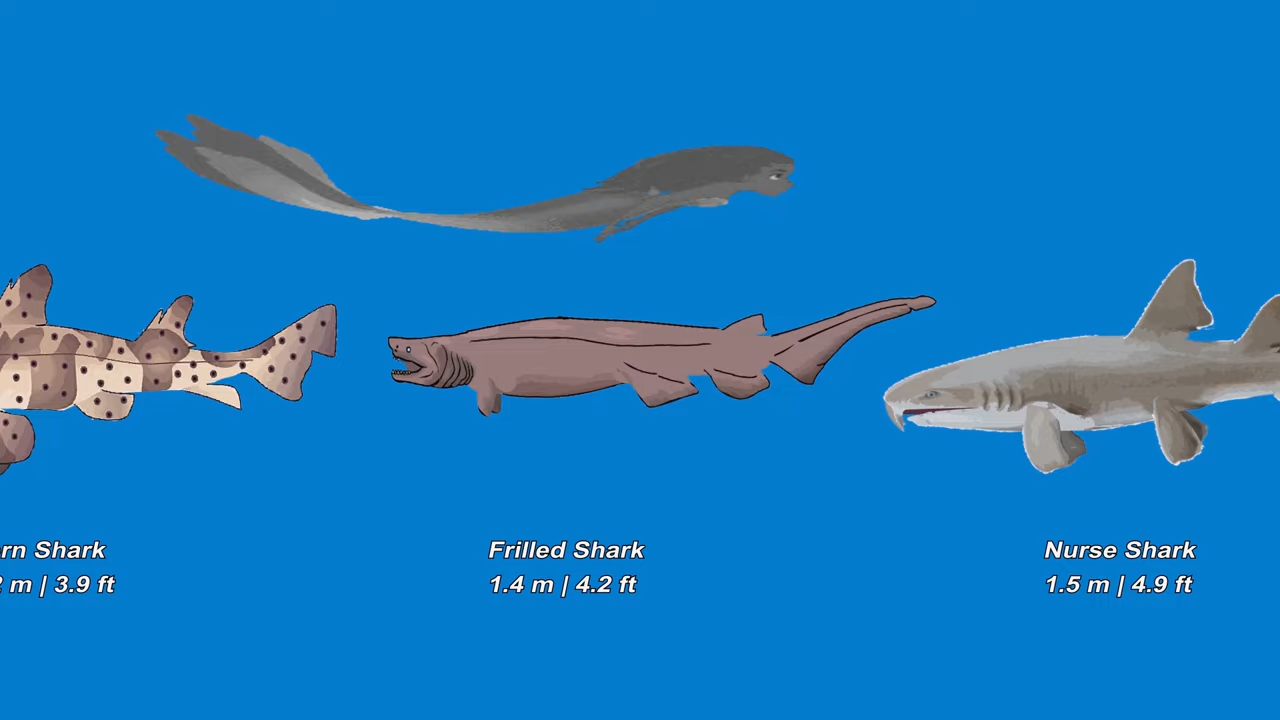 rn Shark
m | 3.9 ft
Frilled Shark
1.4 m | 4.2 ft
Nurse Shark
1.5 m | 4.9 ft